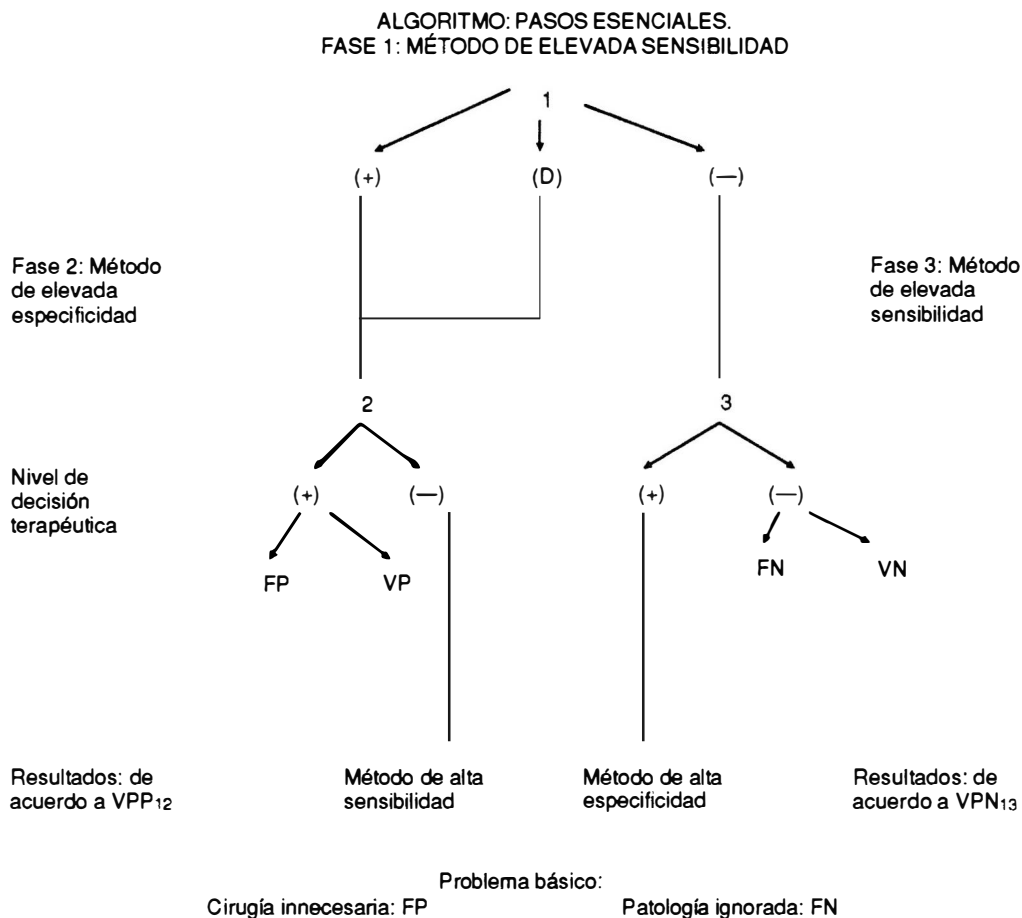 ALGORITMO: PASOS ESENCIALES.
FASE 1: MÉTODO DE ELEVADA SENSIBILIDAD
1
(+) (D) (—)
Fase 2: Método
de elevada
especificidad
Fase 3: Método
de elevada
sensibilidad
2 3
Nivel de
decisión
terapéutica
(+) (—) (+) (—)
FP VP FN VN
Resultados: de
acuerdo a VPP12
Método de alta
sensibilidad
Método de alta
especificidad
Resultados: de
acuerdo a VPN13
Problema básico:
Cirugía innecesaria: FP Patología ignorada: FN